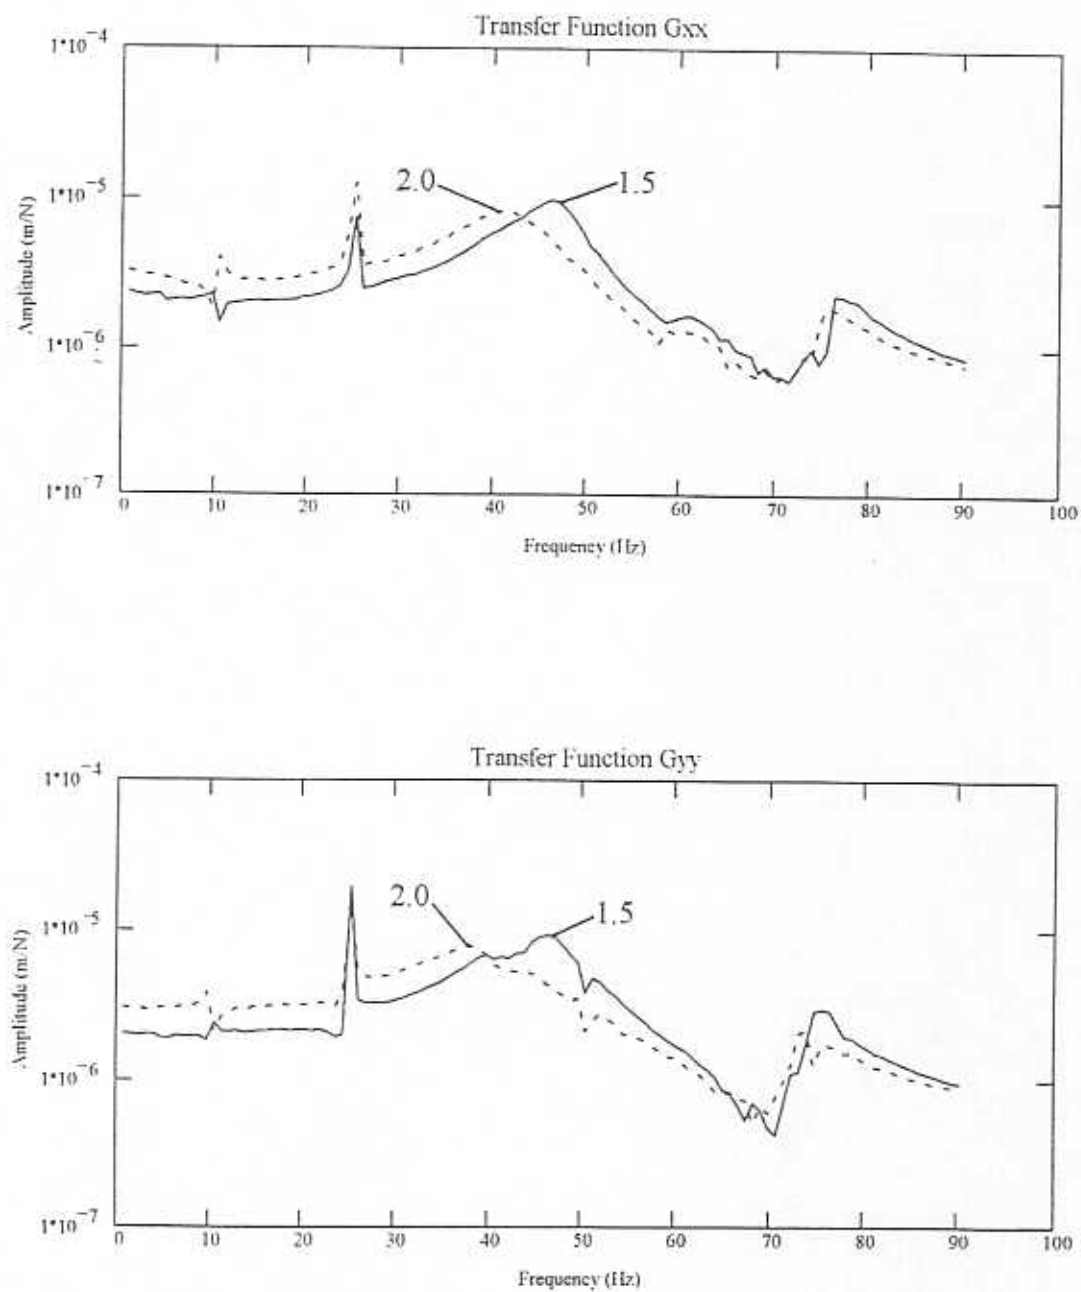 Transfer Function Gxx
1•10⁻⁴
1•10⁻⁵
1•10⁻⁶
1•10⁻⁷
Amplitude (m/N)
2.0
1.5
0 10 20 30 40 50 60 70 80 90 100
Frequency (Hz)
Transfer Function Gyy
1•10⁻⁴
1•10⁻⁵
1•10⁻⁶
1•10⁻⁷
Amplitude (m/N)
2.0
1.5
0 10 20 30 40 50 60 70 80 90 100
Frequency (Hz)